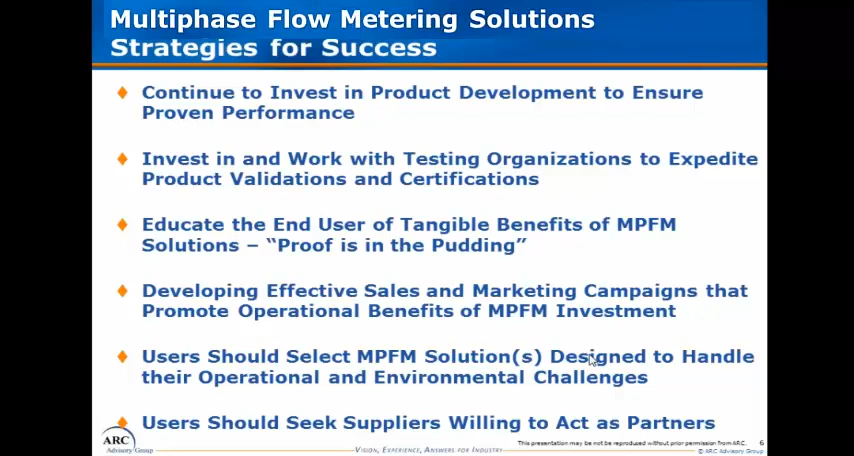 Multiphase Flow Metering Solutions
Strategies for Success
Continue to Invest in Product Development to Ensure
Proven Performance
Invest in and Work with Testing Organizations to Expedite
Product Validations and Certifications
Educate the End User of Tangible Benefits of MPFM
Solutions – “Proof is in the Pudding”
Developing Effective Sales and Marketing Campaigns that
Promote Operational Benefits of MPFM Investment
Users Should Select MPFM Solution(s) Designed to Handle
their Operational and Environmental Challenges
Users Should Seek Suppliers Willing to Act as Partners
ARC
Advisory Group
VISION, EXPERIENCE, ANSWERS FOR INDUSTRY
This presentation may be not be reproduced without prior permission from ARC. 6
© ARC Advisory Group